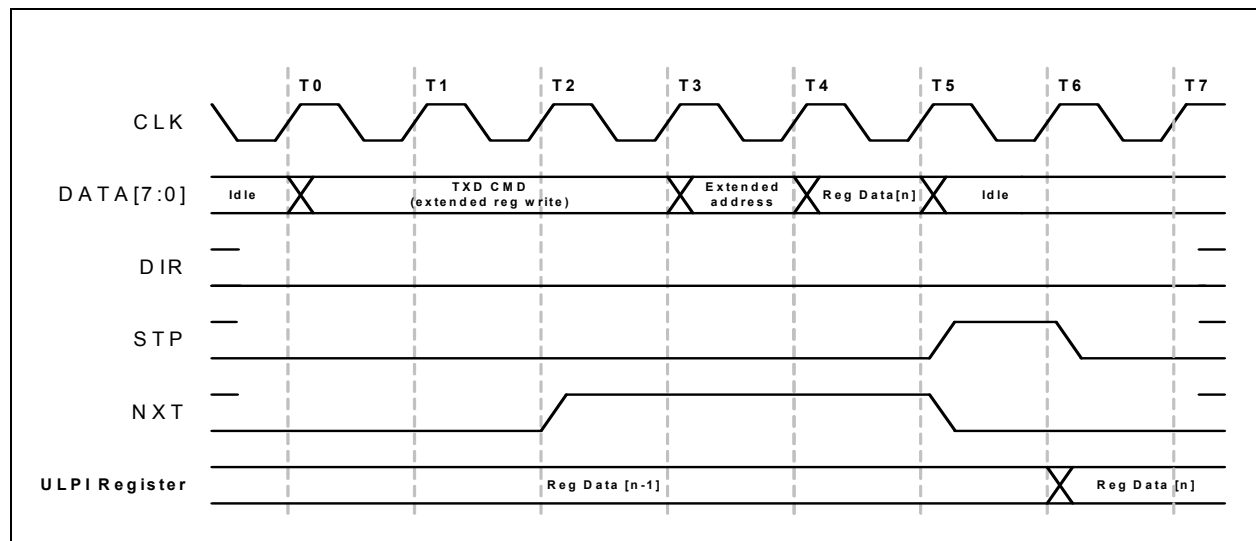 T0 T1 T2 T3 T4 T5 T6 T7
CLK
DATA[7:0] Idle TXD CMD Extended Reg Data[n] Idle
(extended reg write) address
DIR
STP
NXT
ULPI Register Reg Data [n-1] Reg Data [n]